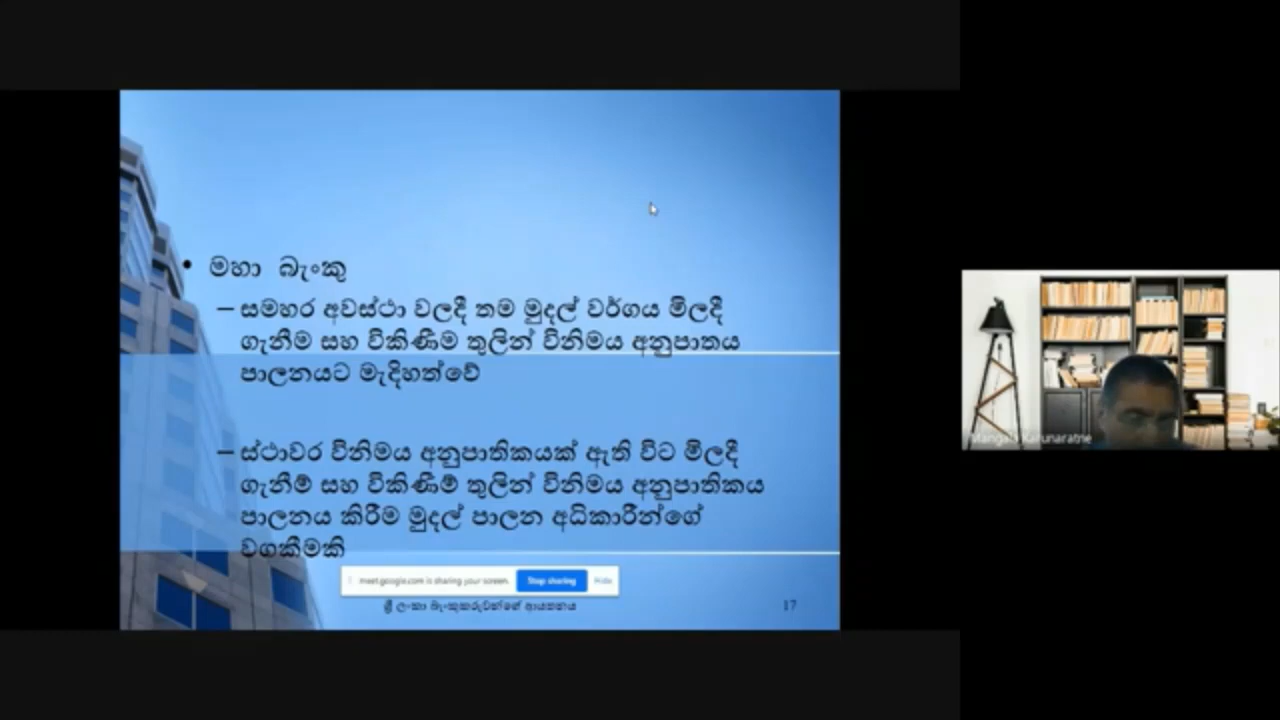 • මහා බැංකු
– සමහර අවස්ථා වලදී තම මුදල් වර්ගය මිලදී
ගැනීම සහ විකිණීම තුලින් විනිමය අනුපාතය
පාලනයට මැදිහත්වේ
– ස්ථාවර විනිමය අනුපාතිකයක් ඇති විට මිලදී
ගැනීම් සහ විකිණීම් තුලින් විනිමය අනුපාතිකය
පාලනය කිරීම මුදල් පාලන අධිකාරීන්ගේ
වගකීමකි
meet.google.com is sharing your screen. Stop sharing Hide
ශ්‍රී ලංකා බැංකුකරුවන්ගේ ආයතනය 17
Mangala Karunaratne